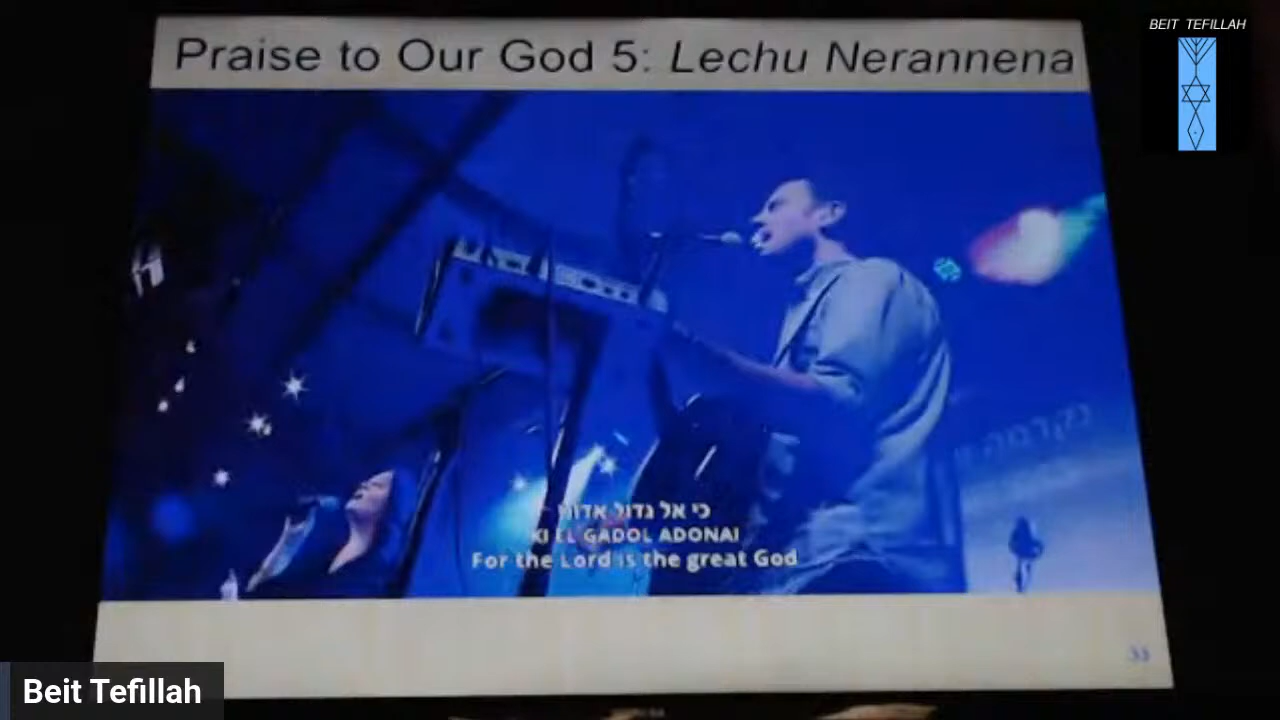 Praise to Our God 5: Lechu Nerannena
BEIT TEFILLAH
כי אל גדול
KI EL GADOL ADONAI
For the Lord is the great God
33
Beit Tefillah